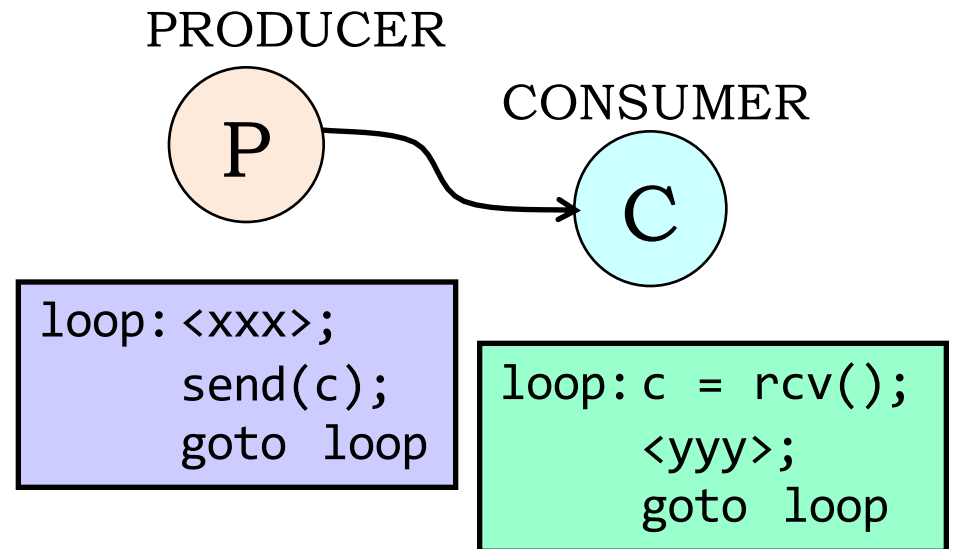 PRODUCER
P
CONSUMER
C
loop: <xxx>;
send(c);
goto loop
loop: c = rcv();
<yyy>;
goto loop